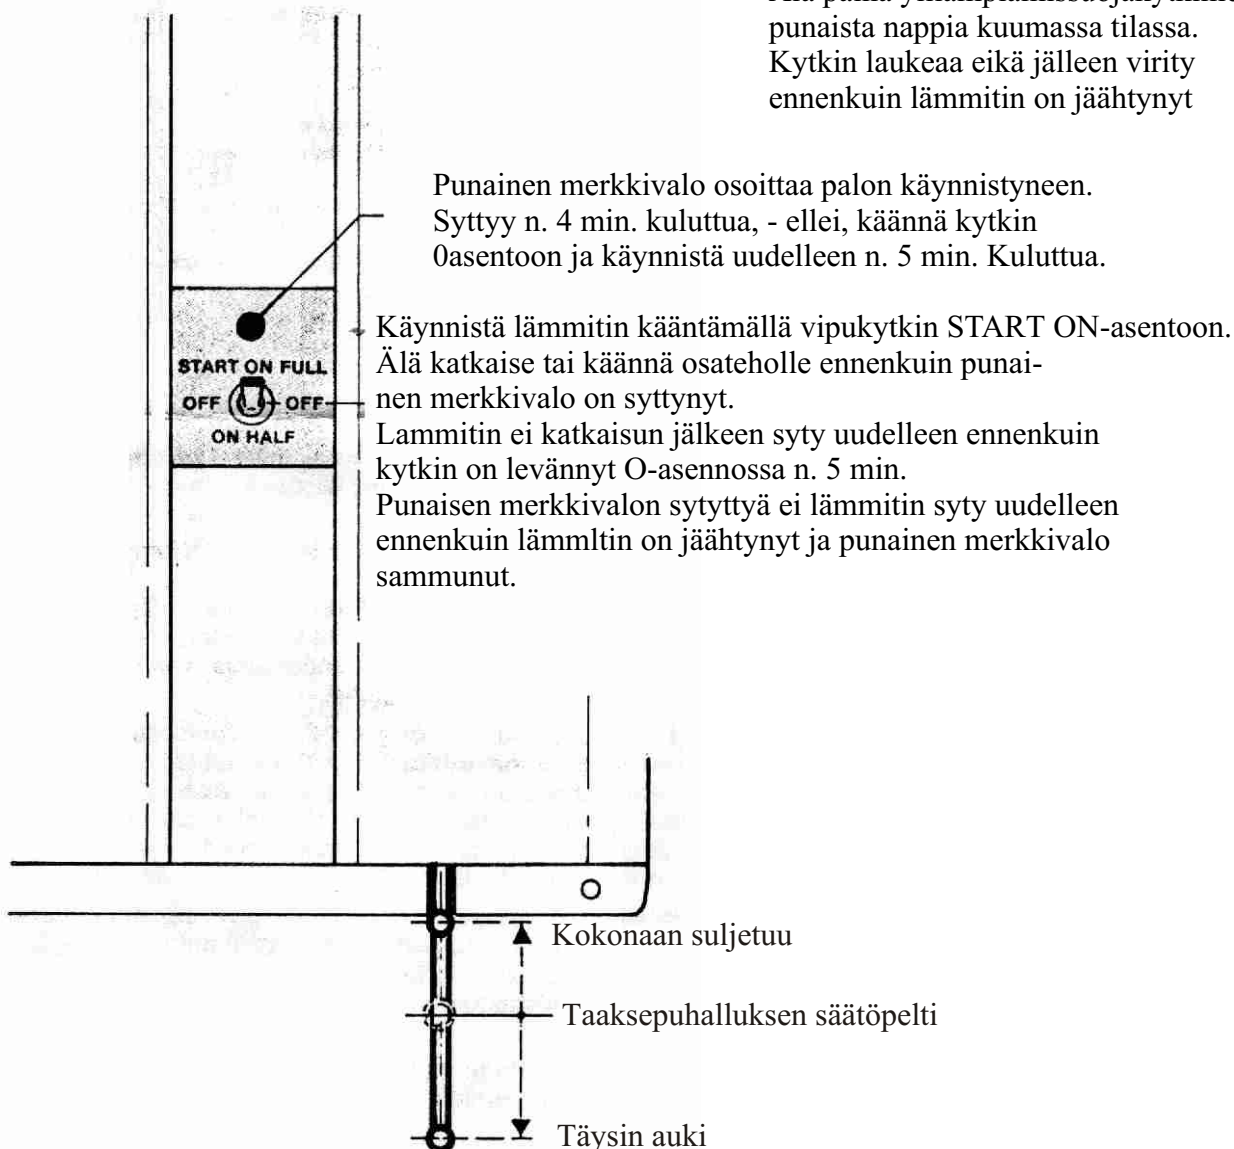 punaista nappia kuumassa tilassa.
Kytkin laukeaa eikä jälleen virity
ennenkuin lämmitin on jäähtynyt
Punainen merkkivalo osoittaa palon käynnistyneen.
Syttyy n. 4 min. kuluttua, - ellei, käännä kytkin
0asentoon ja käynnistä uudelleen n. 5 min. Kuluttua.
Käynnistä lämmitin kääntämällä vipukytkin START ON-asentoon.
Älä katkaise tai käännä osateholle ennenkuin punai-
nen merkkivalo on syttynyt.
Lammitin ei katkaisun jälkeen syty uudelleen ennenkuin
kytkin on levännyt O-asennossa n. 5 min.
Punaisen merkkivalon sytyttyä ei lämmitin syty uudelleen
ennenkuin lämmltin on jäähtynyt ja punainen merkkivalo
sammunut.
START ON FULL
OFF OFF
ON HALF
Kokonaan suljetuu
Taaksepuhalluksen säätöpelti
Täysin auki